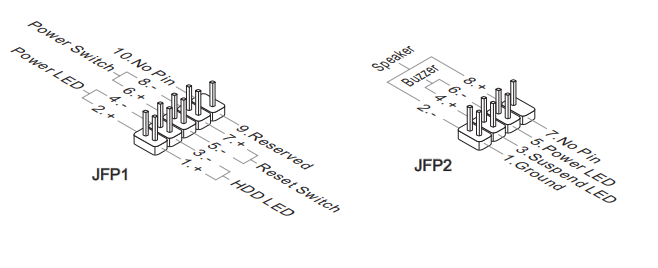 10.No Pin
Power Switch
8.-
6.+
Power LED
4.-
2.+
9.Reserved
7.+
5.-
Reset Switch
3.-
1.+
HDD LED
JFP1
Speaker
Buzzer
8.+
6.-
4.+
2.-
7.No Pin
5.Power LED
3.Suspend LED
1.Ground
JFP2